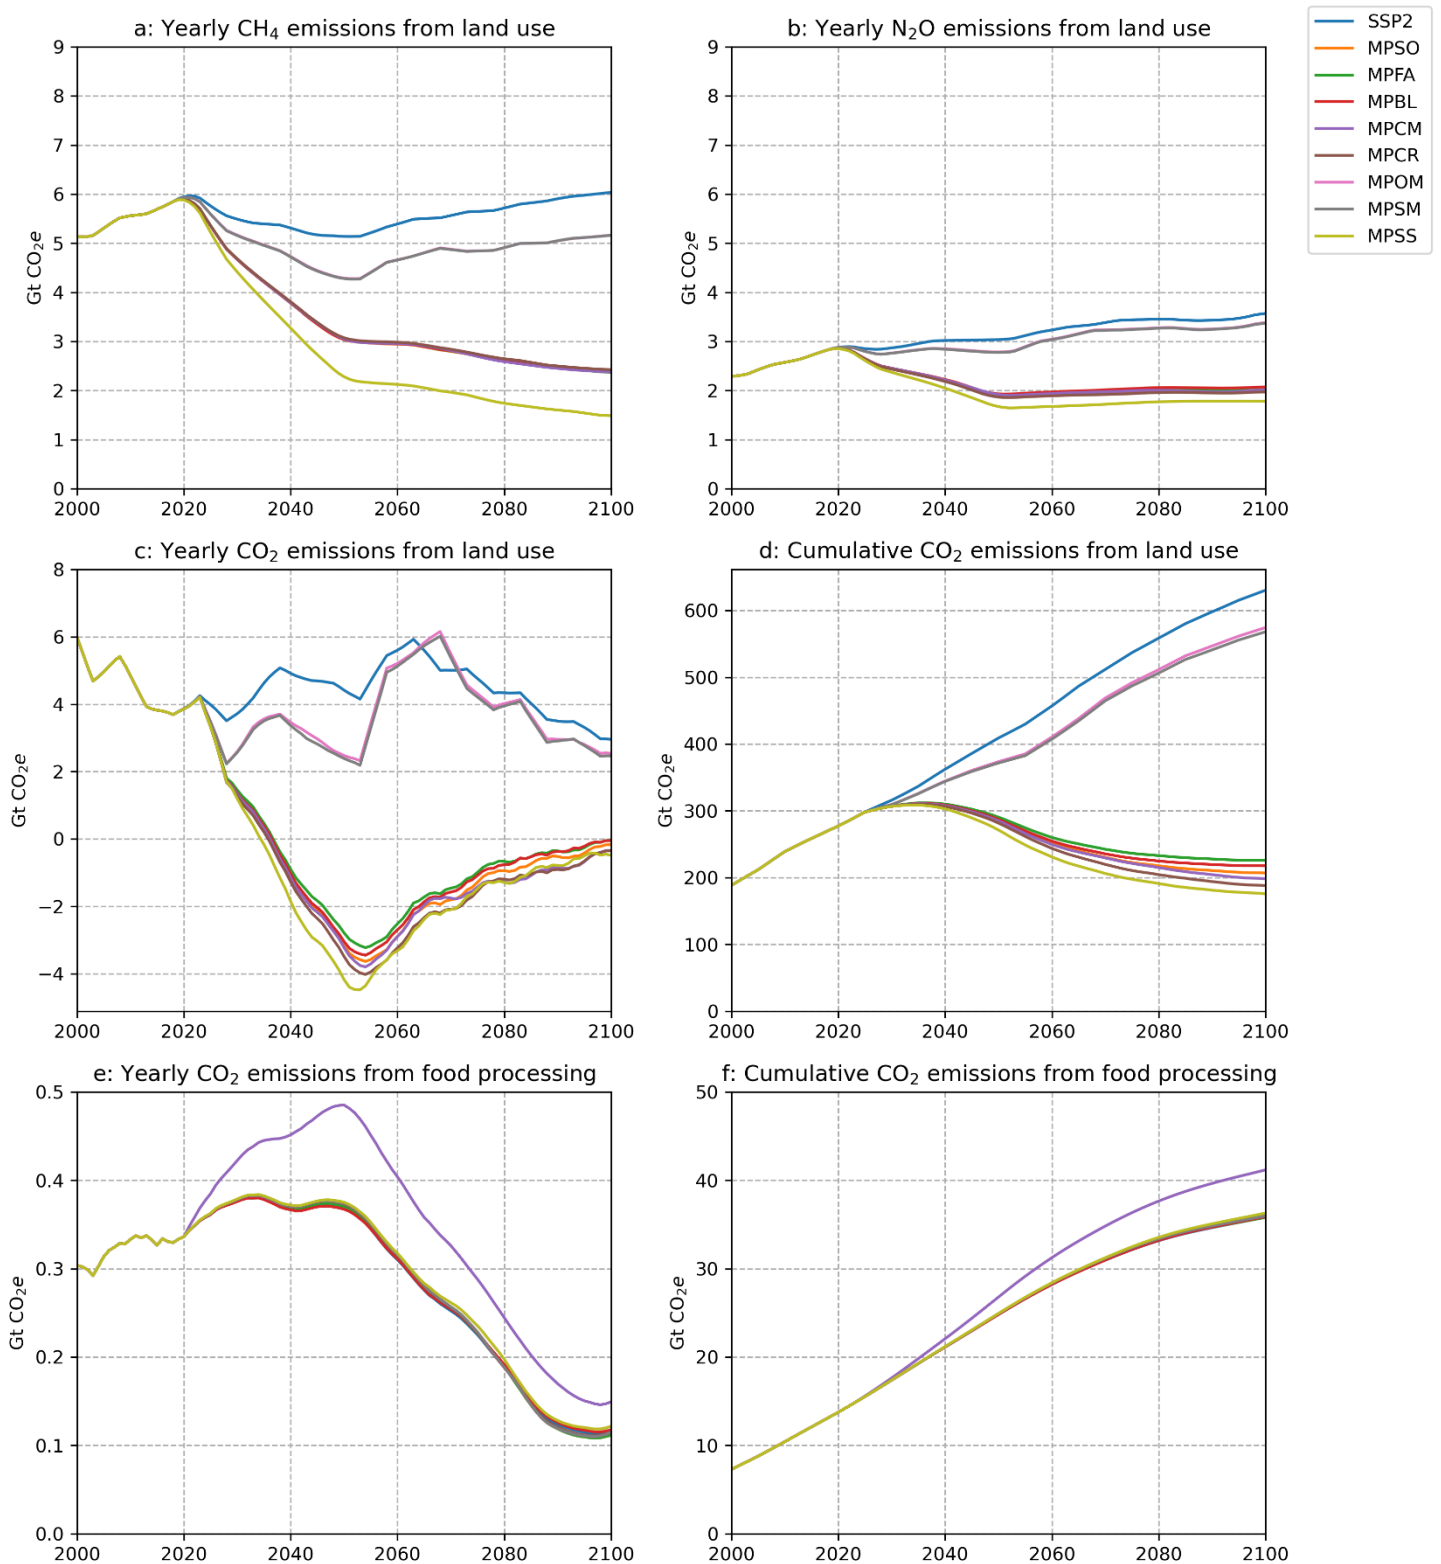 a: Yearly CH₄ emissions from land use
9
8
7
6
5
4
3
2
1
0
Gt CO₂e
2000 2020 2040 2060 2080 2100
b: Yearly N₂O emissions from land use
9
8
7
6
5
4
3
2
1
0
Gt CO₂e
2000 2020 2040 2060 2080 2100
SSP2
MPSO
MPFA
MPBL
MPCM
MPCR
MPOM
MPSM
MPSS
c: Yearly CO₂ emissions from land use
8
6
4
2
0
−2
−4
Gt CO₂e
2000 2020 2040 2060 2080 2100
d: Cumulative CO₂ emissions from land use
600
500
400
300
200
100
0
Gt CO₂e
2000 2020 2040 2060 2080 2100
e: Yearly CO₂ emissions from food processing
0.5
0.4
0.3
0.2
0.1
0.0
Gt CO₂e
2000 2020 2040 2060 2080 2100
f: Cumulative CO₂ emissions from food processing
50
40
30
20
10
0
Gt CO₂e
2000 2020 2040 2060 2080 2100